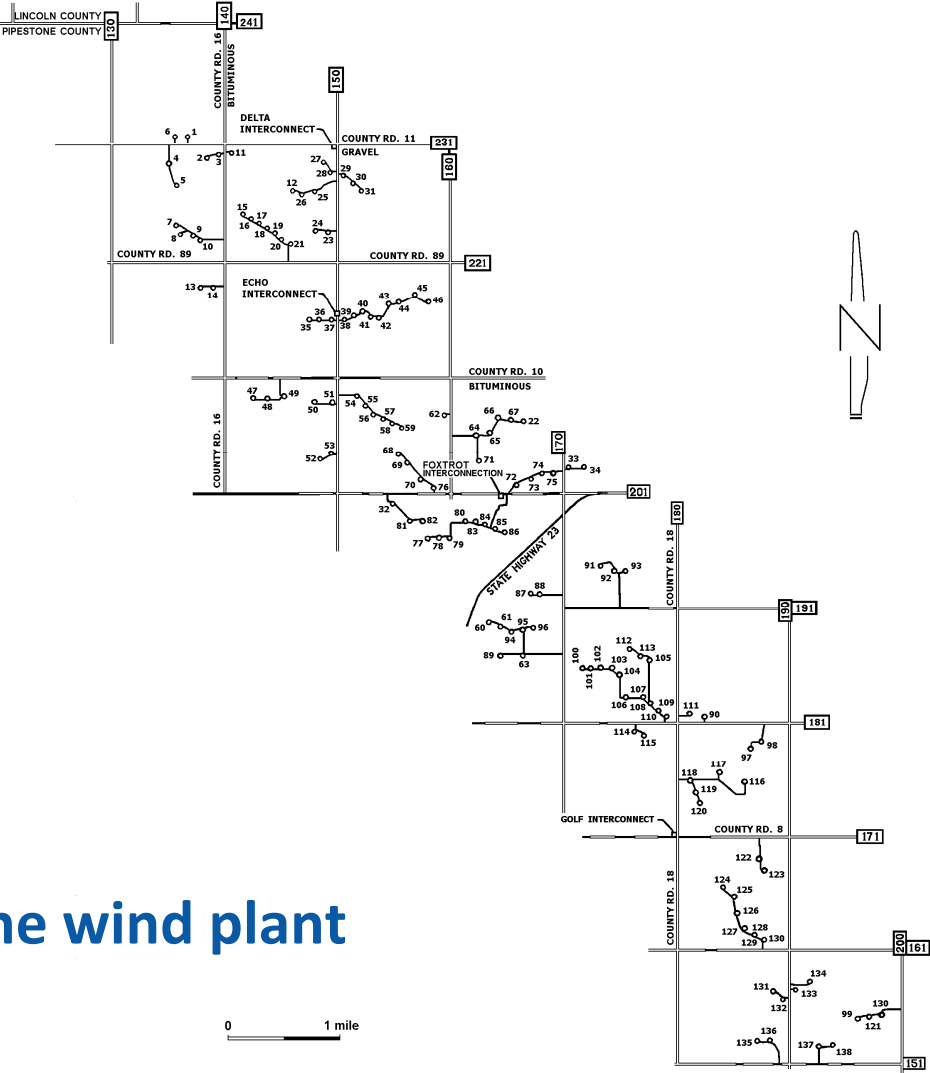 LINCOLN COUNTY
PIPESTONE COUNTY
130
140
241
COUNTY RD. 16
BITUMINOUS
150
DELTA
INTERCONNECT
COUNTY RD. 11
GRAVEL
231
160
6 1
2 3 11
4
5
27
28 29
30
31
12
26 25
15
16 17
18 19
20 21
24
23
7
8 9
10
COUNTY RD. 89
COUNTY RD. 89
221
ECHO
INTERCONNECT
13 14
45
43 44 46
36 39 40
35 37 38 41 42
COUNTY RD. 10
BITUMINOUS
47 48 49
51
50 54 55
56 57
58 59
62
66 67 22
64 65
71
COUNTY RD. 16
53
52
68
69
70 76
FOXTROT
INTERCONNECTION
170
72 74 33
73 75 34
201
32
81 82
80 84 85
83 86
77 78 79
180
STATE HIGHWAY 23
COUNTY RD. 18
91 93
92
87 88
190
191
60 61 95 96
94
89 63
100
101
102
103
104
112
113
105
106 107
108 109
110
111 90
181
114
115
98
97
117
118 116
119
120
GOLF INTERCONNECT
COUNTY RD. 8
171
122
123
COUNTY RD. 18
124
125
126
127 128
129 130
200
161
ne wind plant
131
132
134
133
130
99 121
0 1 mile
135 136
137
138
151